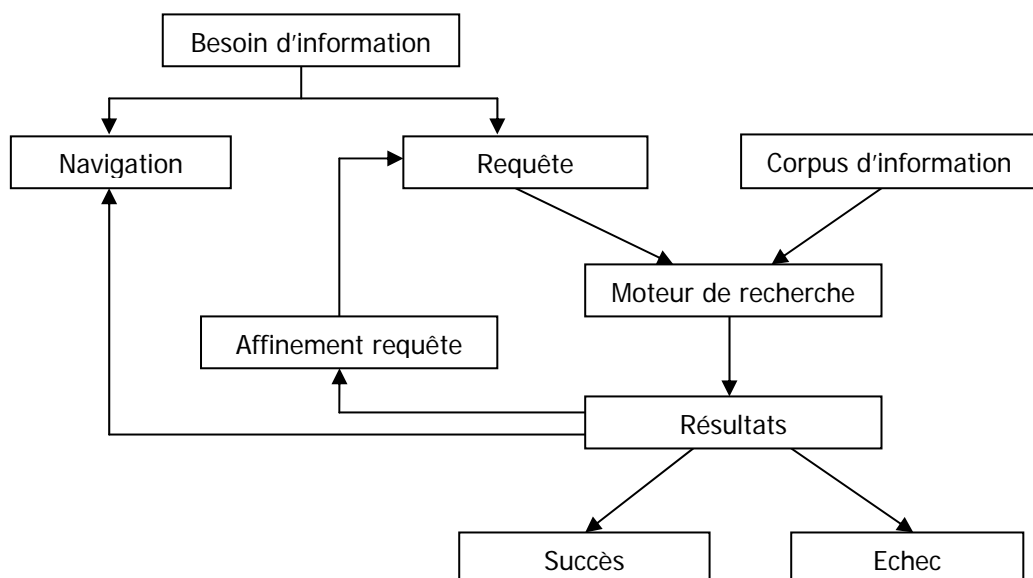 Besoin d'information
Navigation
Requête
Corpus d'information
Moteur de recherche
Affinement requête
Résultats
Succès
Echec